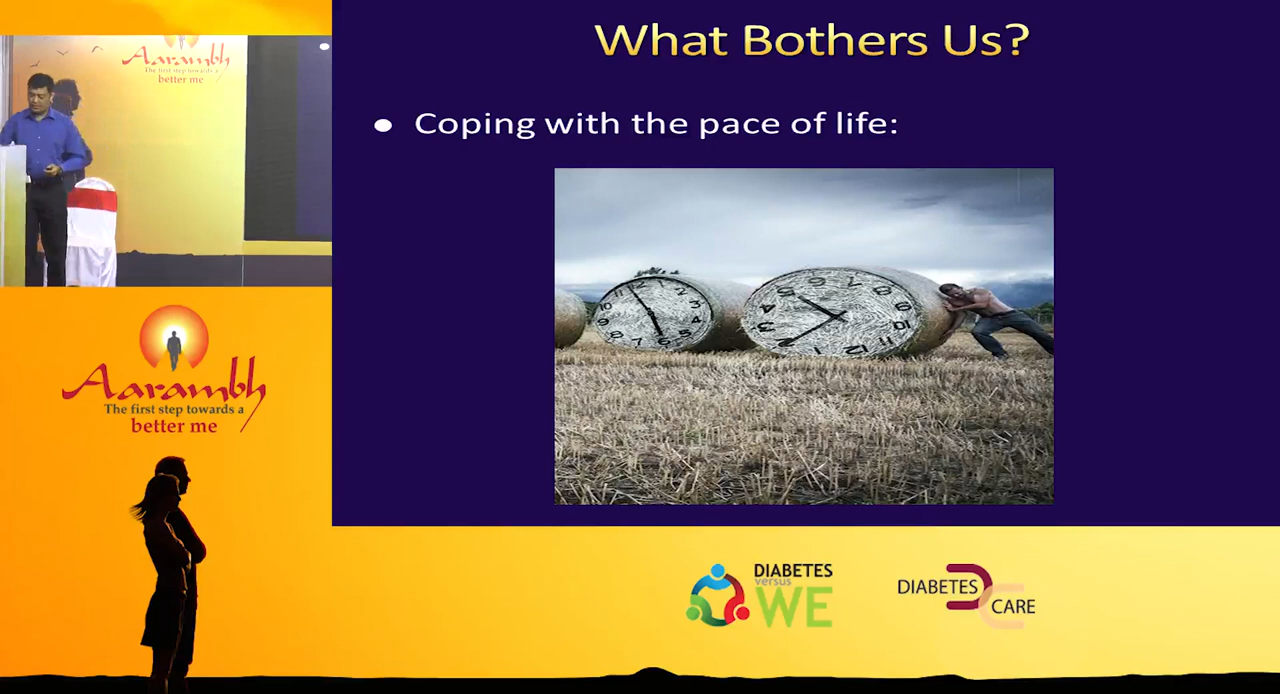 What Bothers Us?
Coping with the pace of life:
Aarambh
The first step towards a
better me
Aarambh
The first step towards a
better me
DIABETES
versus
WE
DIABETES
CARE